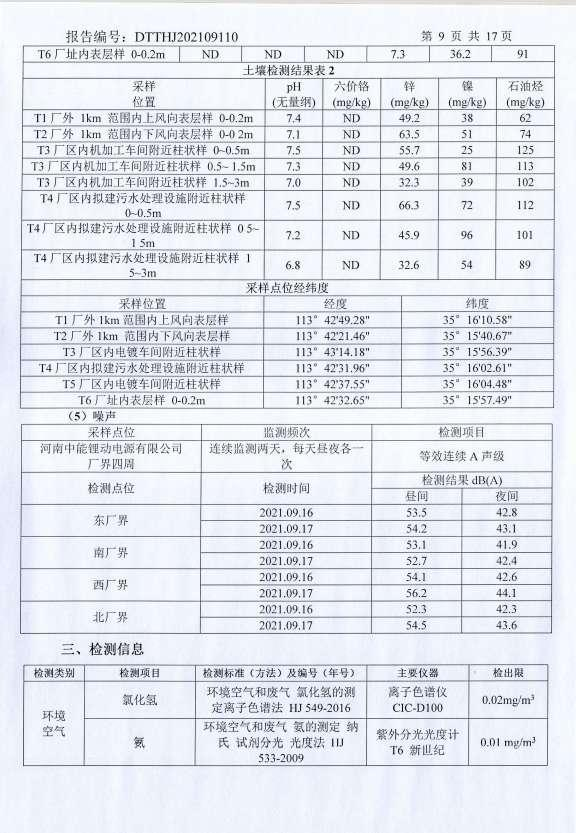 报告编号：DTTHJ202109110 第 9 页 共 17页
T6 厂址内表层样 0-0.2m ND ND ND 7.3 36.2 91
土壤检测结果表 2
采样 pH 六价铬 锌 镍 石油烃
位置 (无量纲) (mg/kg) (mg/kg) (mg/kg) (mg/kg)
T1 厂外 1km 范围内上风向表层样 0-0.2m 7.4 ND 49.2 38 62
T2 厂外 1km 范围内下风向表层样 0-0 2m 7.1 ND 63.5 51 74
T3 厂区内机加工车间附近柱状样 0~0.5m 7.5 ND 55.7 25 125
T3 厂区内机加工车间附近柱状样 0.5~ 1.5m 7.3 ND 49.6 81 113
T3 厂区内机加工车间附近柱状样 1.5~3m 7.0 ND 32.3 39 102
T4 厂区内拟建污水处理设施附近柱状样
0~0.5m 7.5 ND 66.3 72 112
T4厂区内拟建污水处理设施附近柱状样 0 5~
1 5m 7.2 ND 45.9 96 101
T4 厂区内拟建污水处理设施附近柱状样 1
5~3m 6.8 ND 32.6 54 89
采样点位经纬度
采样位置 经度 纬度
T1 厂外 1km 范围内上风向表层样 113° 42'49.28" 35° 16'10.58"
T2 厂外 1km 范围内下风向表层样 113° 42'21.46" 35° 15'40.67"
T3 厂区内电镀车间附近柱状样 113° 43'14.18" 35° 15'56.39"
T4 厂区内拟建污水处理设施附近柱状样 113° 42'31.96" 35° 16'02.61"
T5 厂区内电镀车间附近柱状样 113° 42'37.55" 35° 16'04.48"
T6 厂址内表层样 0-0.2m 113° 42'32.65" 35° 15'57.49"
（5）噪声
采样点位 监测频次 检测项目
河南中能锂动电源有限公司 连续监测两天，每天昼夜各一 等效连续 A 声级
厂界四周 次
检测点位 检测时间 检测结果 dB(A)
昼间 夜间
东厂界 2021.09.16 53.5 42.8
2021.09.17 54.2 43.1
南厂界 2021.09.16 53.1 41.9
2021.09.17 52.7 42.4
西厂界 2021.09.16 54.1 42.6
2021.09.17 56.2 44.1
北厂界 2021.09.16 52.3 42.3
2021.09.17 54.5 43.6
三、检测信息
检测类别 检测项目 检测标准（方法）及编号（年号） 主要仪器 检出限
环境
空气
氯化氢 环境空气和废气 氯化氢的测 离子色谱仪 0.02mg/m³
定离子色谱法 HJ 549-2016 CIC-D100
氨 环境空气和废气 氨的测定 纳 紫外分光光度计 0.01 mg/m³
氏 试剂分光 光度法 HJ T6 新世纪
533-2009